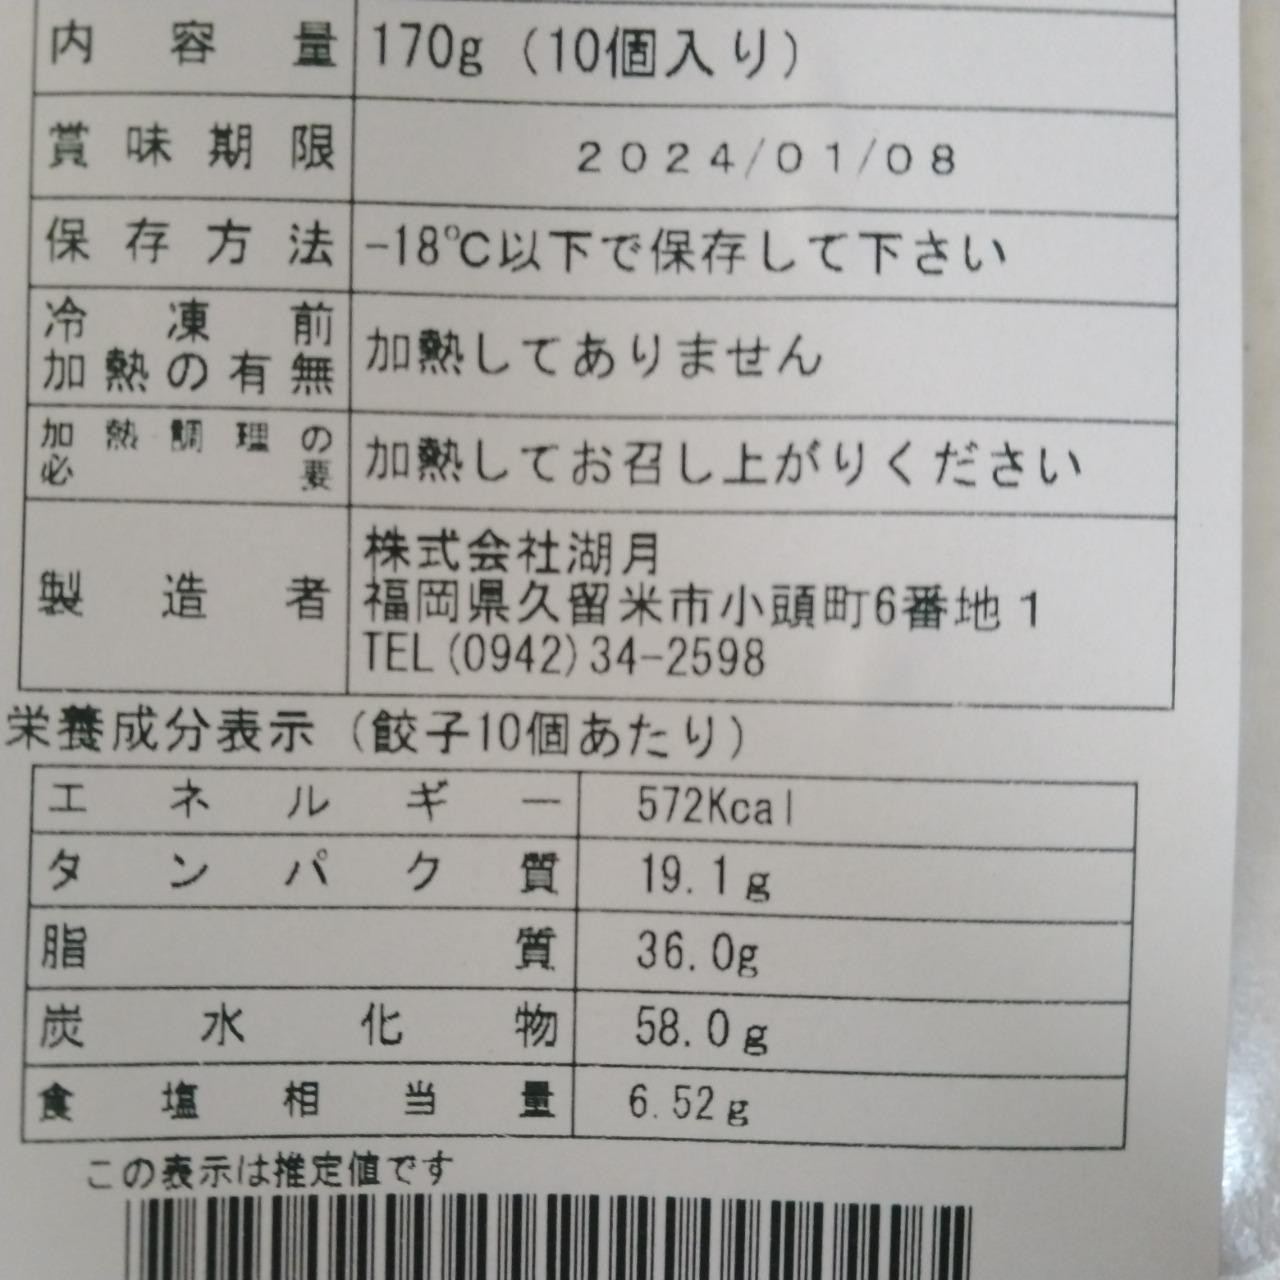 内容量 170g（10個入り）
賞味期限 2024/01/08
保存方法 -18℃以下で保存して下さい
冷凍前
加熱の有無 加熱してありません
加熱調理の
必要 加熱してお召し上がりください
製造者 株式会社湖月
福岡県久留米市小頭町6番地1
TEL(0942)34-2598
栄養成分表示（餃子10個あたり）
エネルギー 572Kcal
タンパク質 19.1g
脂質 36.0g
炭水化物 58.0g
食塩相当量 6.52g
この表示は推定値です